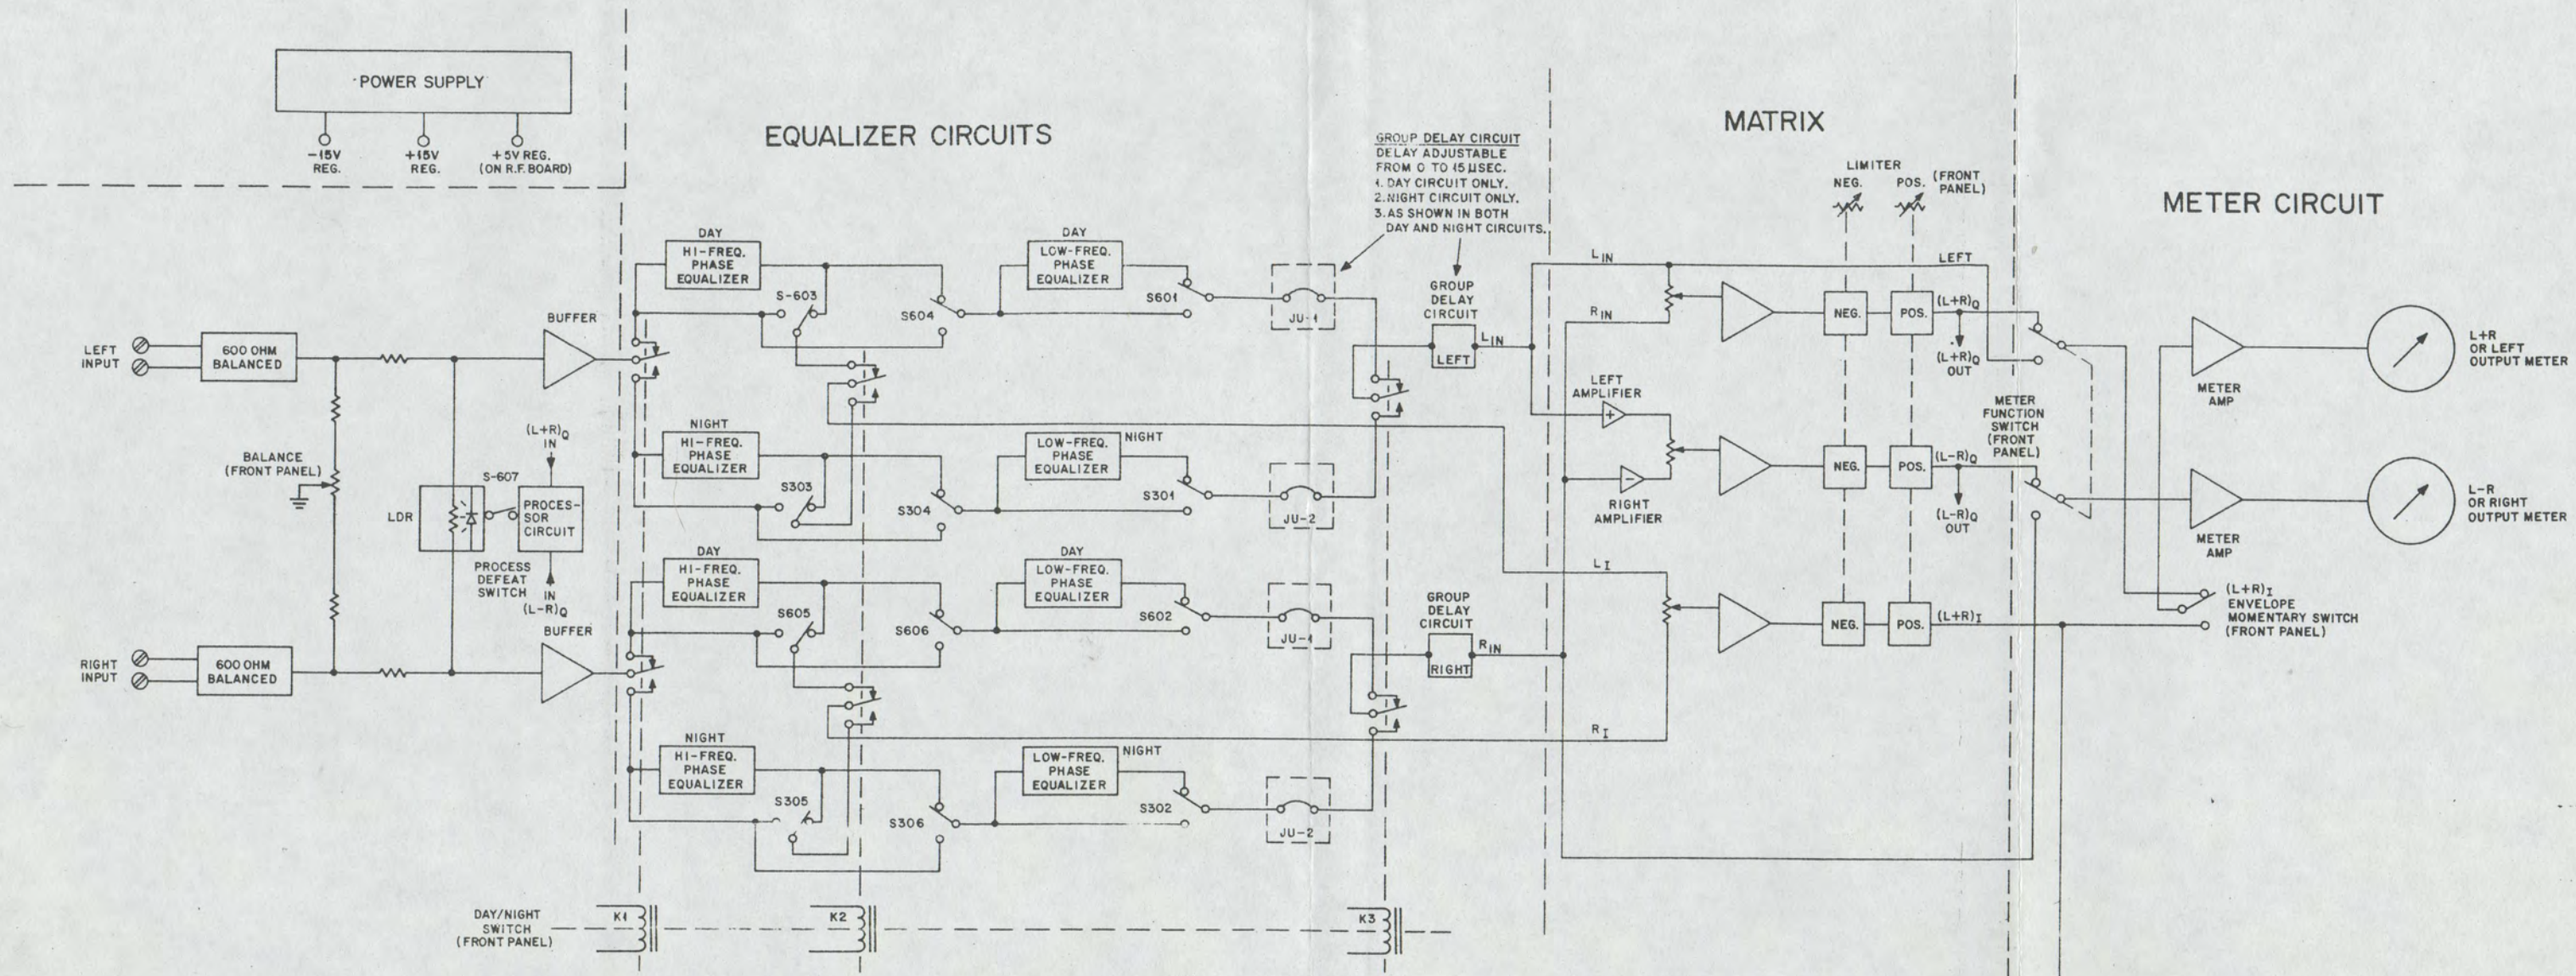 POWER SUPPLY
-15V
REG.
+15V
REG.
+5V REG.
(ON R.F. BOARD)
EQUALIZER CIRCUITS
GROUP DELAY CIRCUIT
DELAY ADJUSTABLE
FROM 0 TO 15 µSEC.
1. DAY CIRCUIT ONLY.
2. NIGHT CIRCUIT ONLY.
3. AS SHOWN IN BOTH
DAY AND NIGHT CIRCUITS.
MATRIX
LIMITER
NEG.
POS.
(FRONT
PANEL)
METER CIRCUIT
LEFT
INPUT
600 OHM
BALANCED
BUFFER
BALANCE
(FRONT PANEL)
LDR
S-607
(L+R)Q
IN
PROCES-
SOR
CIRCUIT
PROCESS
DEFEAT
SWITCH
IN
(L-R)Q
BUFFER
RIGHT
INPUT
600 OHM
BALANCED
DAY
HI-FREQ.
PHASE
EQUALIZER
S-603
S604
DAY
LOW-FREQ.
PHASE
EQUALIZER
S601
JU-1
NIGHT
HI-FREQ.
PHASE
EQUALIZER
S303
S304
LOW-FREQ.
PHASE
EQUALIZER
NIGHT
S301
JU-2
DAY
HI-FREQ.
PHASE
EQUALIZER
S605
S606
DAY
LOW-FREQ.
PHASE
EQUALIZER
S602
JU-1
NIGHT
HI-FREQ.
PHASE
EQUALIZER
S305
S306
LOW-FREQ.
PHASE
EQUALIZER
NIGHT
S302
JU-2
GROUP
DELAY
CIRCUIT
LEFT
LIN
GROUP
DELAY
CIRCUIT
RIGHT
RIN
LIN
RIN
LEFT
AMPLIFIER
+
-
RIGHT
AMPLIFIER
LI
RI
NEG.
POS.
LEFT
(L+R)Q
(L+R)Q
OUT
NEG.
POS.
(L-R)Q
(L-R)Q
OUT
NEG.
POS.
(L+R)I
METER
FUNCTION
SWITCH
(FRONT
PANEL)
METER
AMP
L+R
OR LEFT
OUTPUT METER
METER
AMP
L-R
OR RIGHT
OUTPUT METER
(L+R)I
ENVELOPE
MOMENTARY SWITCH
(FRONT PANEL)
DAY/NIGHT
SWITCH
(FRONT PANEL)
K1
K2
K3